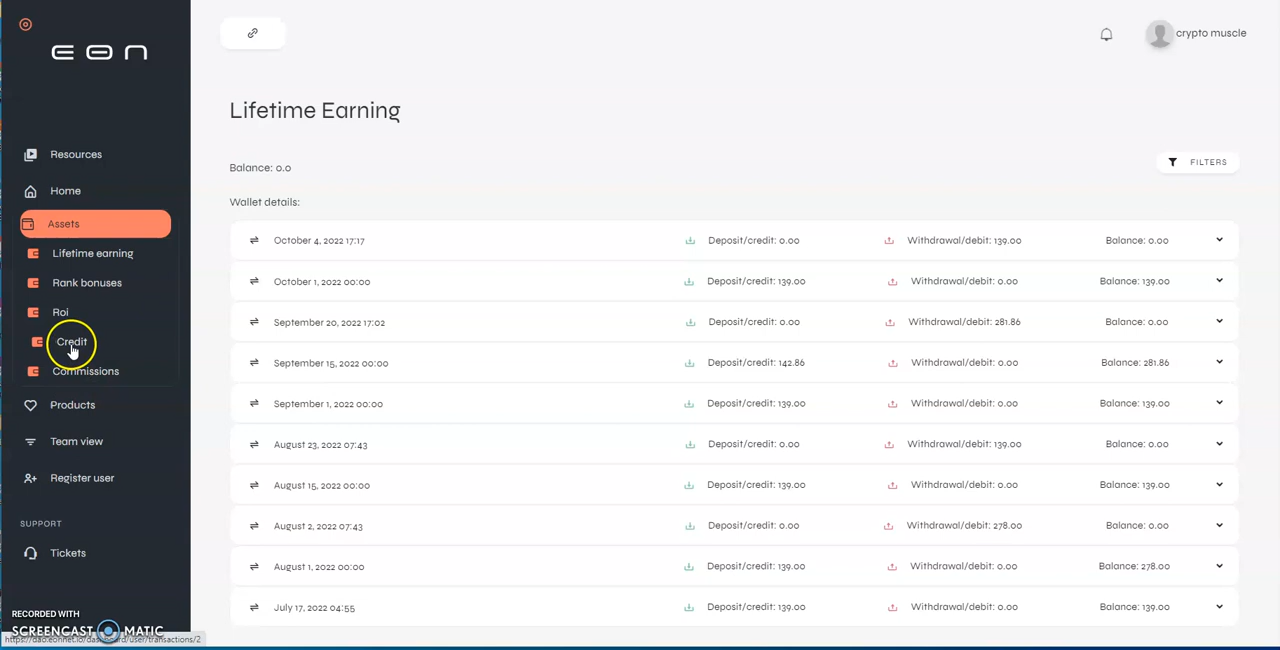 eon
crypto muscle
Lifetime Earning
Resources
Balance: 0.0
FILTERS
Home
Wallet details:
Assets
October 4, 2022 17:17 Deposit/credit: 0.00 Withdrawal/debit: 139.00 Balance: 0.00
Lifetime earning
October 1, 2022 00:00 Deposit/credit: 139.00 Withdrawal/debit: 0.00 Balance: 139.00
Rank bonuses
Roi
September 20, 2022 17:02 Deposit/credit: 0.00 Withdrawal/debit: 281.86 Balance: 0.00
Credit
September 15, 2022 00:00 Deposit/credit: 142.86 Withdrawal/debit: 0.00 Balance: 281.86
Commissions
September 1, 2022 00:00 Deposit/credit: 139.00 Withdrawal/debit: 0.00 Balance: 139.00
Products
August 23, 2022 07:43 Deposit/credit: 0.00 Withdrawal/debit: 139.00 Balance: 0.00
Team view
August 15, 2022 00:00 Deposit/credit: 139.00 Withdrawal/debit: 0.00 Balance: 139.00
Register user
August 2, 2022 07:43 Deposit/credit: 0.00 Withdrawal/debit: 278.00 Balance: 0.00
SUPPORT
Tickets
August 1, 2022 00:00 Deposit/credit: 139.00 Withdrawal/debit: 0.00 Balance: 278.00
July 17, 2022 04:55 Deposit/credit: 139.00 Withdrawal/debit: 0.00 Balance: 139.00
RECORDED WITH
SCREENCAST MATIC
https://dao.eonnet.io/dashboard/user/transactions/2